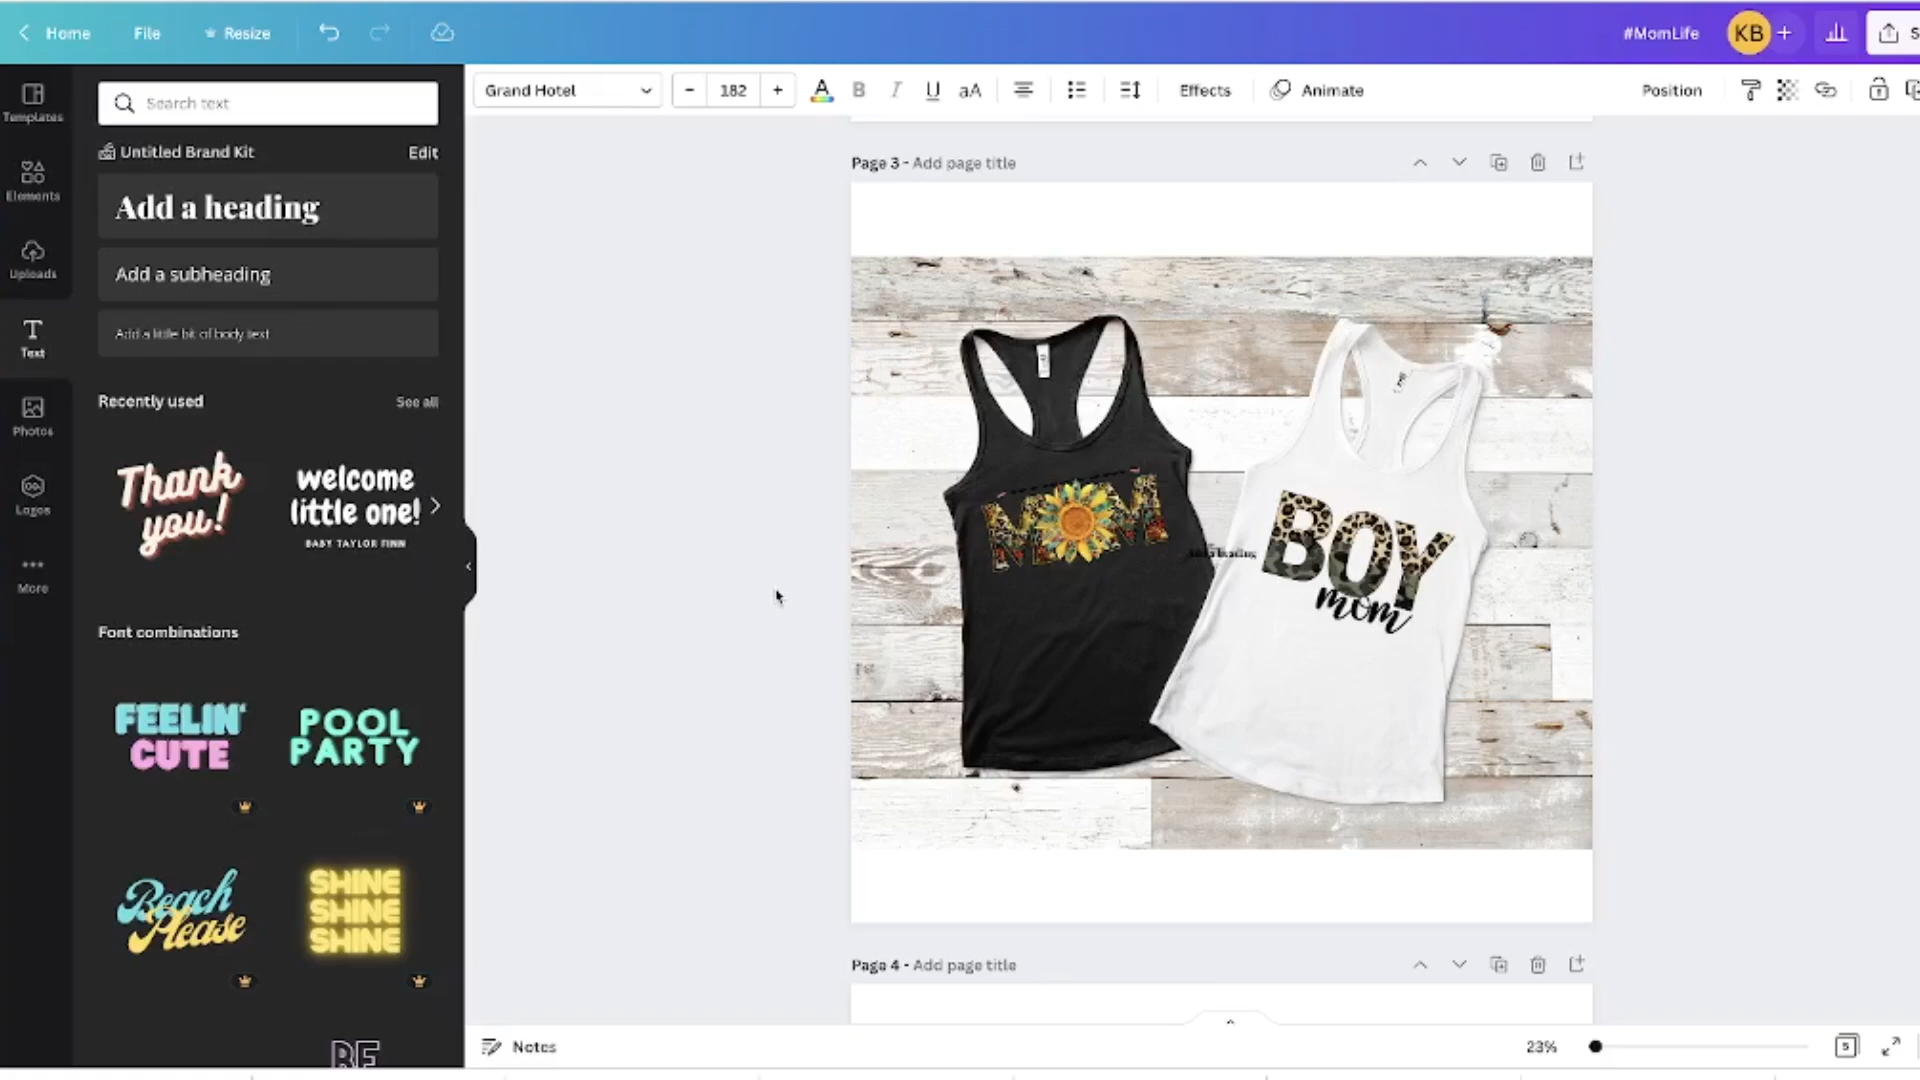 Home File Resize #MomLife KB S
Grand Hotel - 182 + A B I U aA Effects Animate Position
Templates
Elements
Uploads
Text
Photos
Logos
More
Search text
Untitled Brand Kit Edit
Add a heading
Add a subheading
Add a little bit of body text
Recently used See all
Thank
you!
welcome
little one!
BABY TAYLOR FINN
Font combinations
FEELIN'
CUTE
POOL
PARTY
Beach
Please
SHINE
SHINE
SHINE
BE
Page 3 - Add page title
MOM
BOY
mom
Page 4 - Add page title
Notes 23% 5